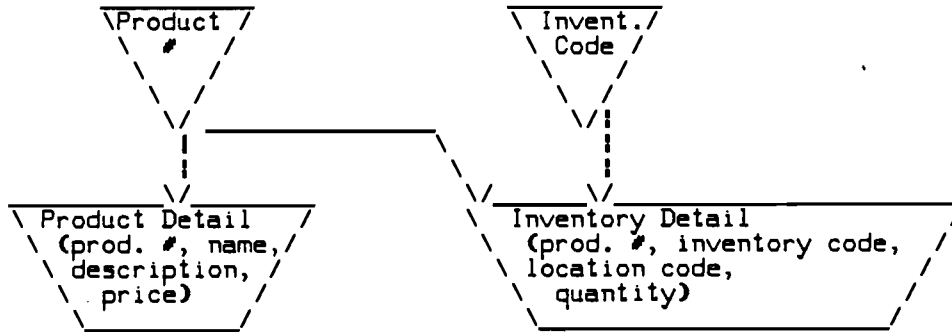 Product
#
Invent.
Code
Product Detail
(prod. #, name,
description,
price)
Inventory Detail
(prod. #, inventory code,
location code,
quantity)